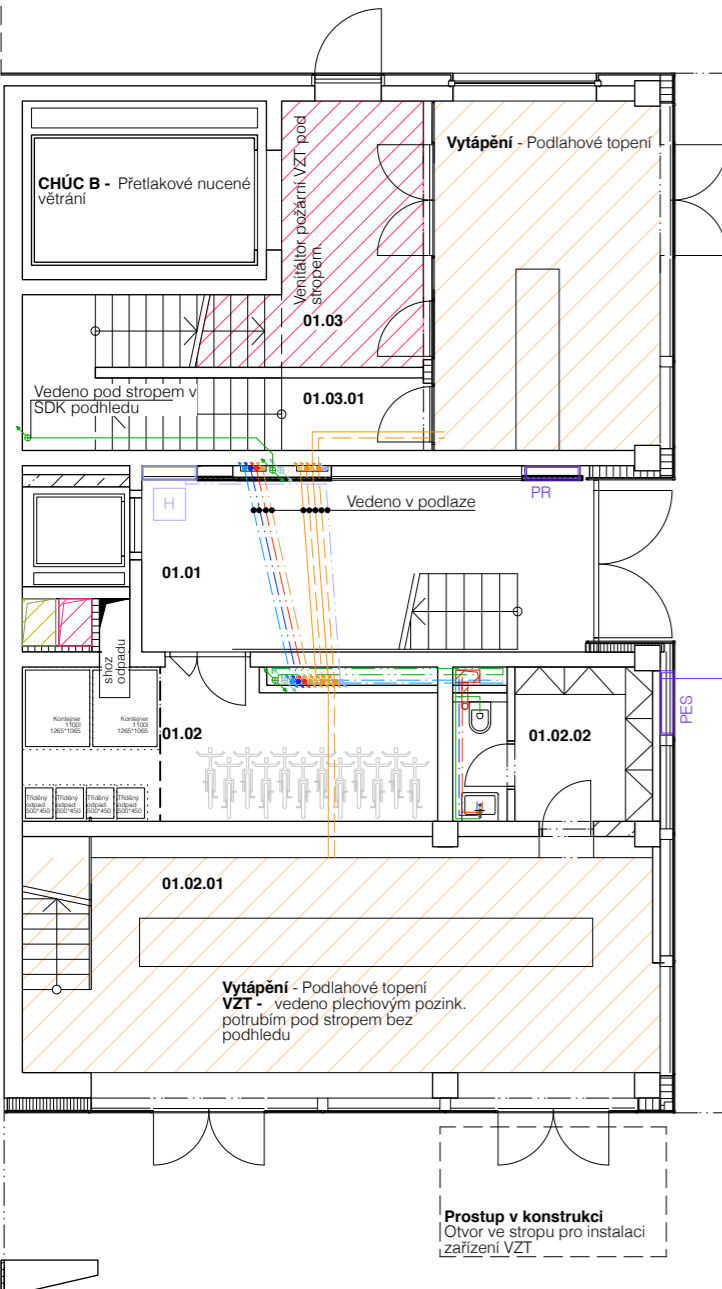 Vytápění - Podlahové topení
CHÚC B - Přetlakové nucené
větrání
Venitáltor požární VZT pod
stropem.
01.03
01.03.01
Vedeno pod stropem v
SDK podhledu
H
Vedeno v podlaze
PR
01.01
shoz
odpadu
Kontejner
1100l
1265*1065
Kontejner
1100l
1265*1065
01.02
01.02.02
PES
Tříděný
odpad
500*450
Tříděný
odpad
500*450
Tříděný
odpad
500*450
Tříděný
odpad
500*450
01.02.01
Vytápění - Podlahové topení
VZT - vedeno plechovým pozink.
potrubím pod stropem bez
podhledu
Prostup v konstrukci
Otvor ve stropu pro instalaci
zařízení VZT